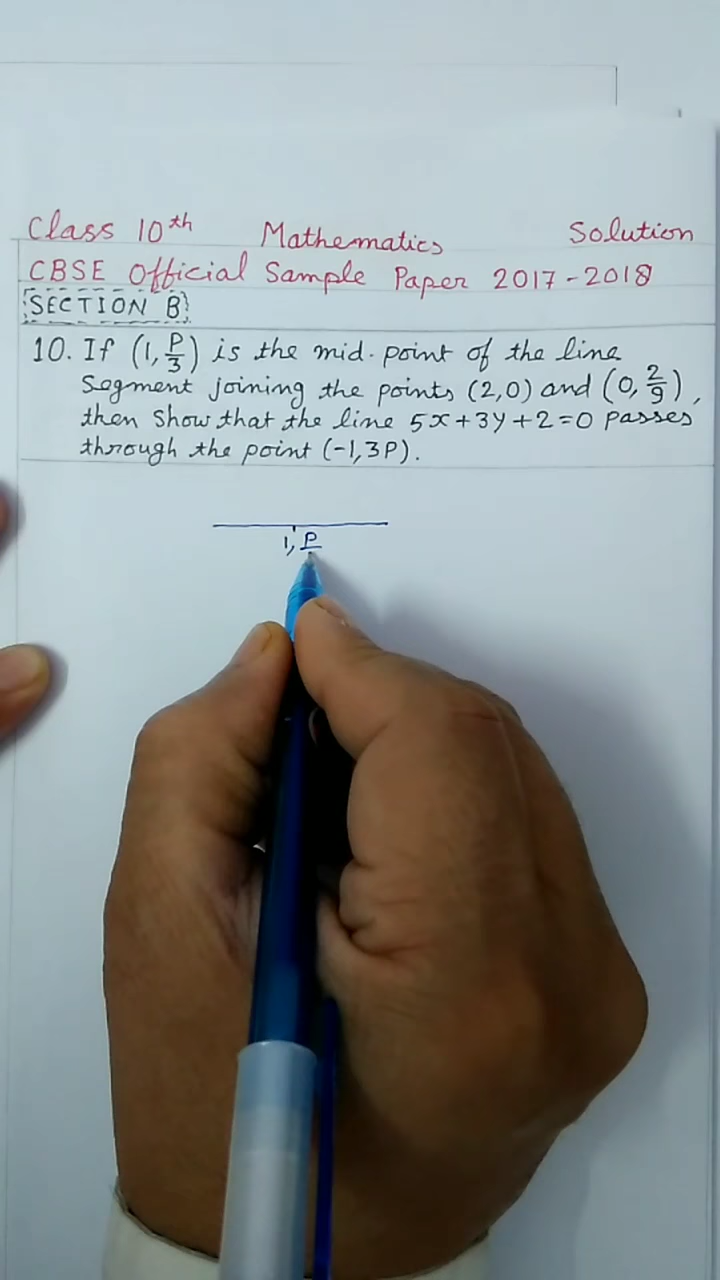 Class 10th Mathematics Solution
CBSE Official Sample Paper 2017-2018
SECTION B
10. If (1, P/3) is the mid-point of the line
Segment joining the points (2,0) and (0, 2/9),
then show that the line 5x+3y+2=0 passes
through the point (-1,3P).
1, P